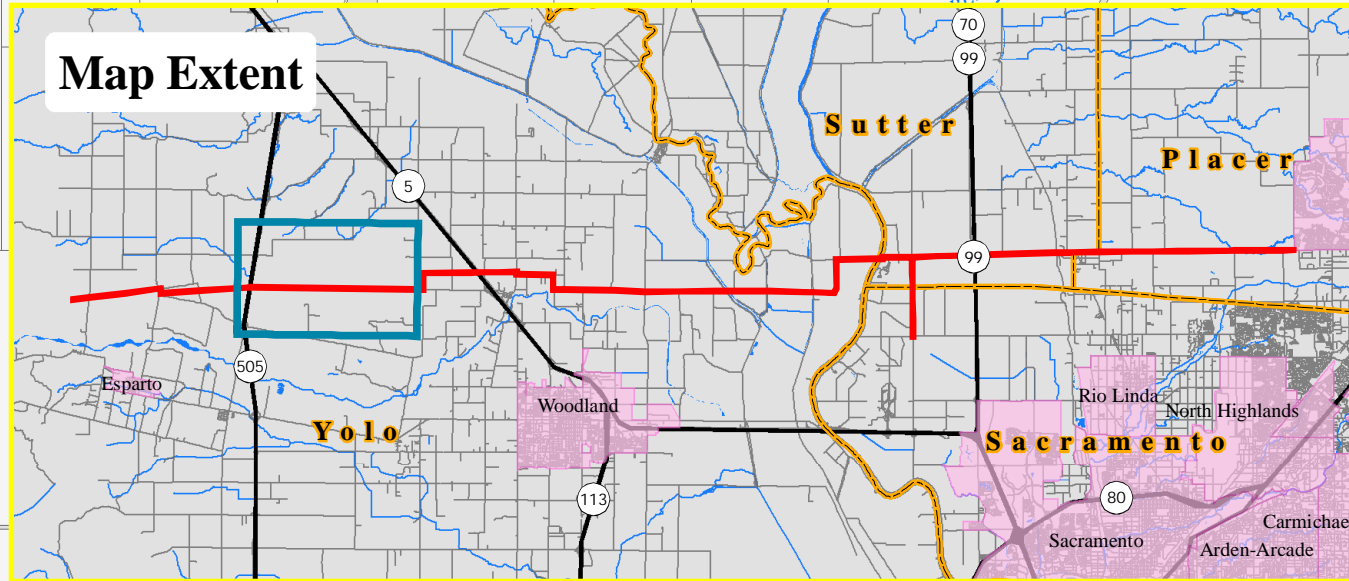 Map Extent
70
99
Sutter
Placer
5
99
505
Esparto
Woodland
Rio Linda
North Highlands
Yolo
Sacramento
113
80
Sacramento
Carmichae
Arden-Arcade